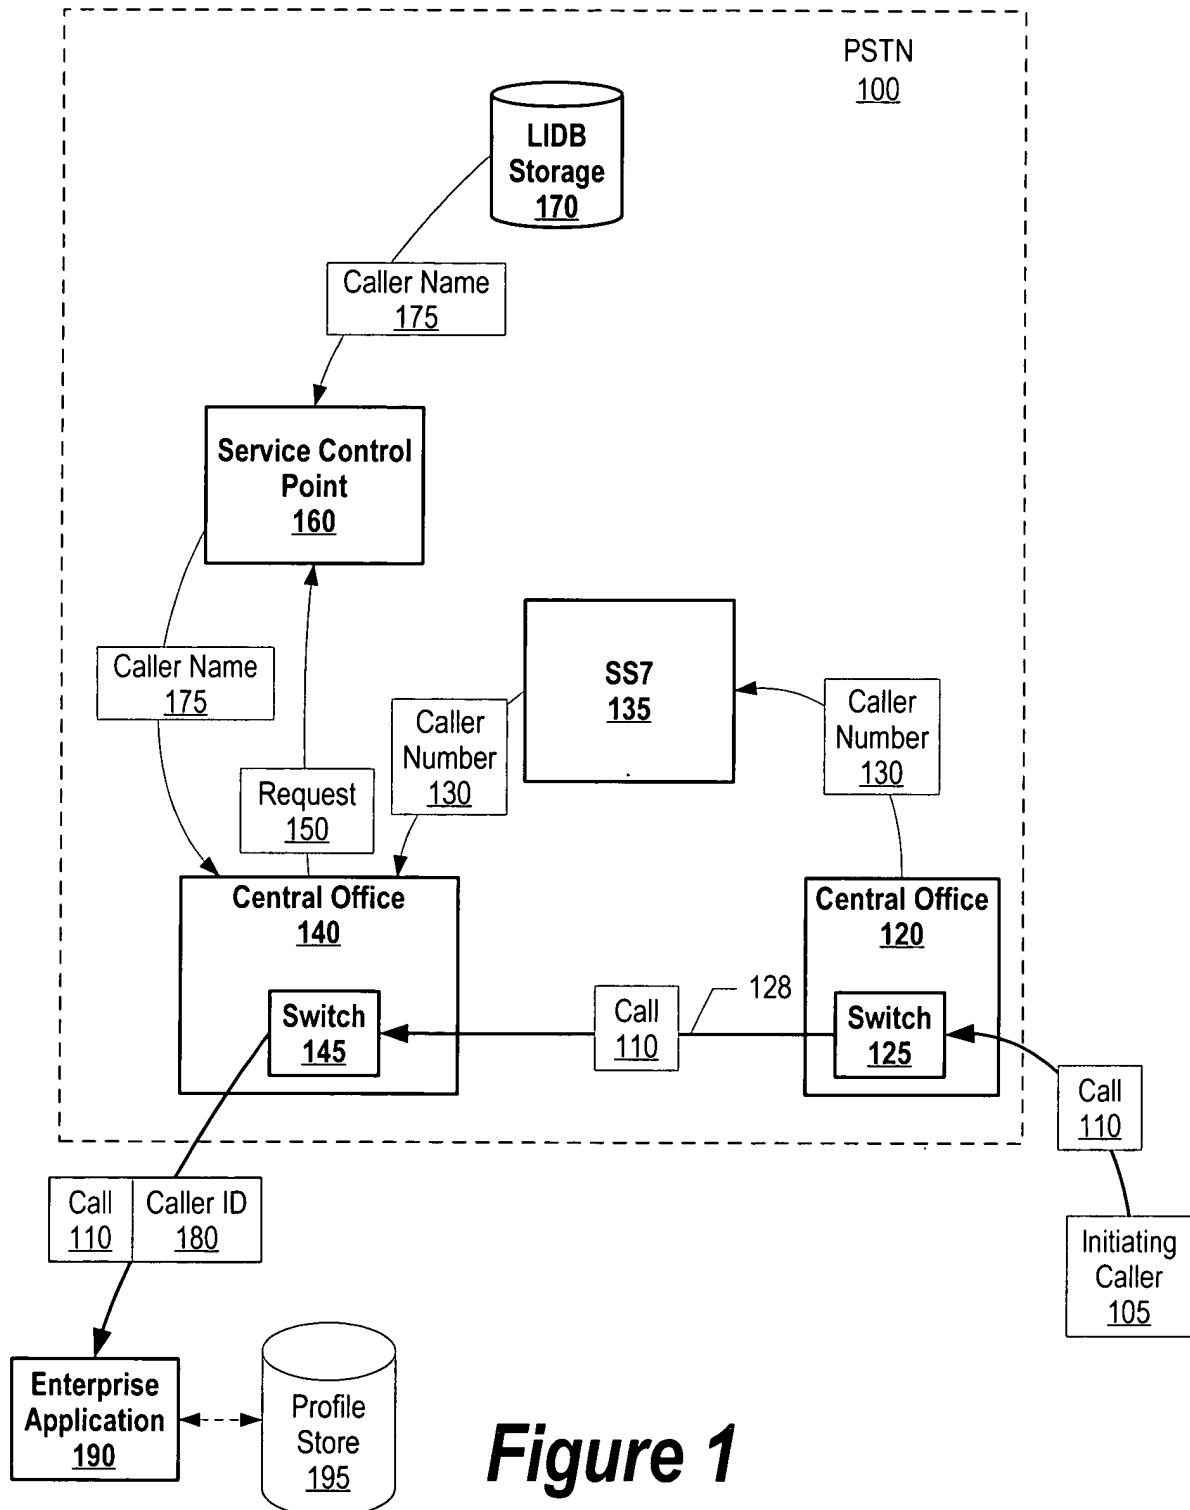 PSTN
100
LIDB
Storage
170
Caller Name
175
Service Control
Point
160
Caller Name
175
SS7
135
Caller
Number
130
Caller
Number
130
Request
150
Central Office
140
Central Office
120
Switch
145
Call
110
128
Switch
125
Call
110
Call
110
Caller ID
180
Initiating
Caller
105
Enterprise
Application
190
Profile
Store
195
Figure 1